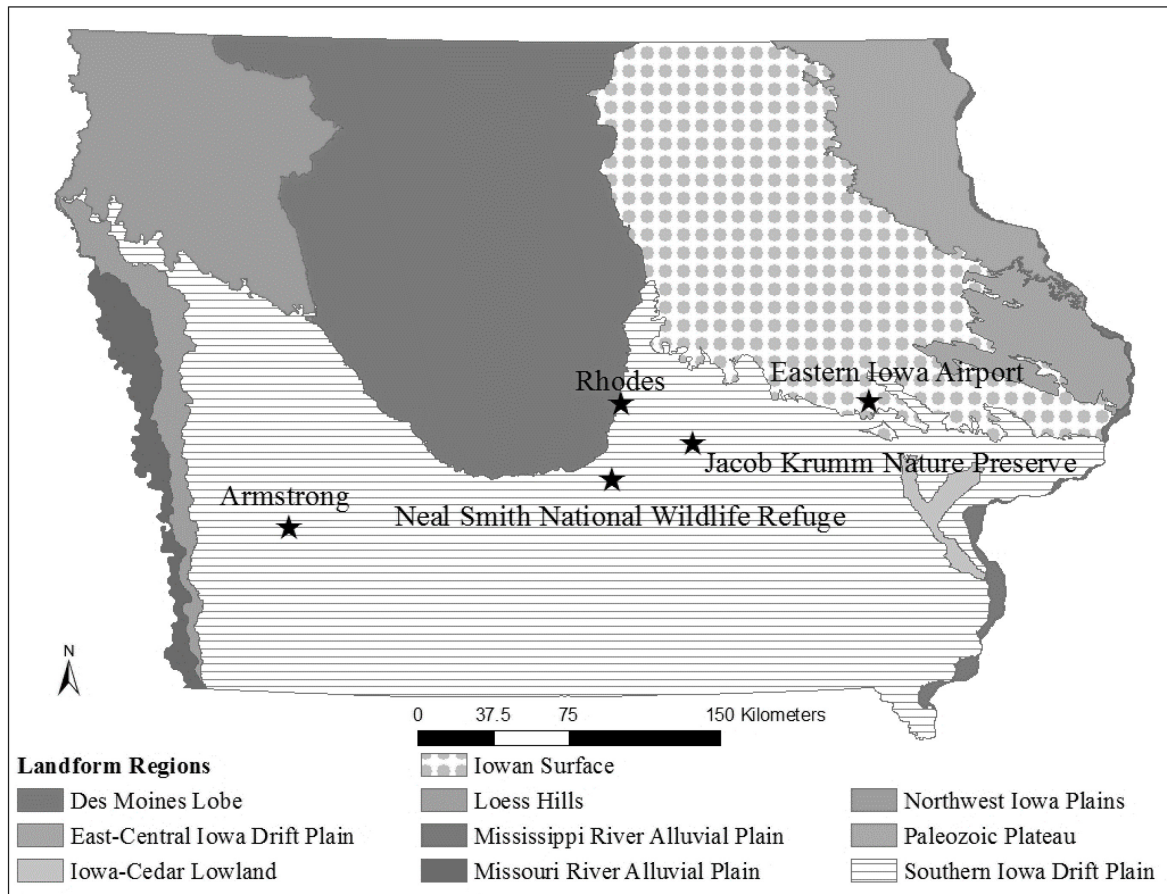 Rhodes
Eastern Iowa Airport
Jacob Krumm Nature Preserve
Armstrong
Neal Smith National Wildlife Refuge
N
0 37.5 75 150 Kilometers
Landform Regions
Des Moines Lobe
East-Central Iowa Drift Plain
Iowa-Cedar Lowland
Iowan Surface
Loess Hills
Mississippi River Alluvial Plain
Missouri River Alluvial Plain
Northwest Iowa Plains
Paleozoic Plateau
Southern Iowa Drift Plain